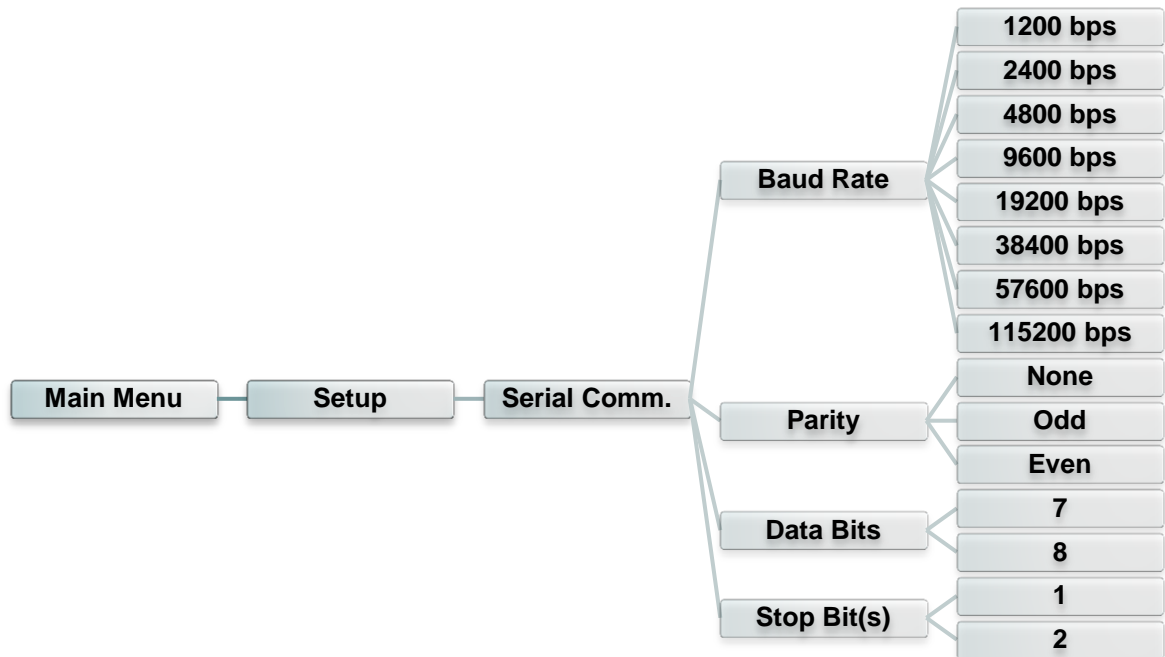 Main Menu
Setup
Serial Comm.
Baud Rate
1200 bps
2400 bps
4800 bps
9600 bps
19200 bps
38400 bps
57600 bps
115200 bps
Parity
None
Odd
Even
Data Bits
7
8
Stop Bit(s)
1
2